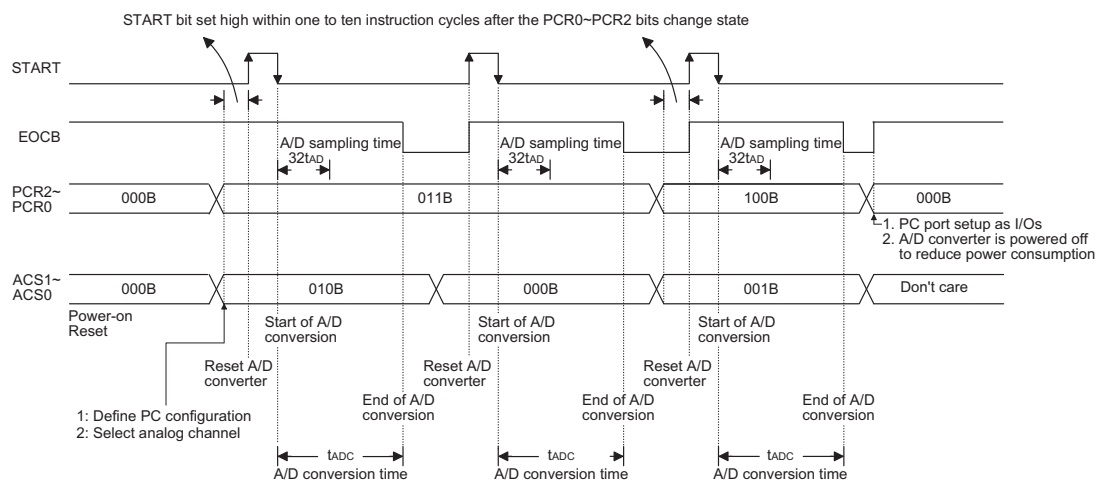 START bit set high within one to ten instruction cycles after the PCR0~PCR2 bits change state
START
EOCB
A/D sampling time
32tAD
A/D sampling time
32tAD
A/D sampling time
32tAD
PCR2~
PCR0
000B
011B
100B
000B
1. PC port setup as I/Os
2. A/D converter is powered off
to reduce power consumption
ACS1~
ACS0
000B
010B
000B
001B
Don't care
Power-on
Reset
Start of A/D
conversion
Start of A/D
conversion
Start of A/D
conversion
Reset A/D
converter
Reset A/D
converter
Reset A/D
converter
1: Define PC configuration
2: Select analog channel
End of A/D
conversion
End of A/D
conversion
End of A/D
conversion
tADC
A/D conversion time
tADC
A/D conversion time
tADC
A/D conversion time